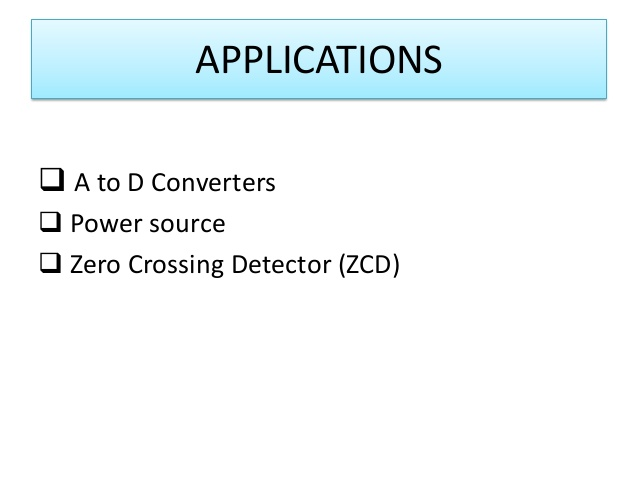 APPLICATIONS
❑ A to D Converters
❑ Power source
❑ Zero Crossing Detector (ZCD)